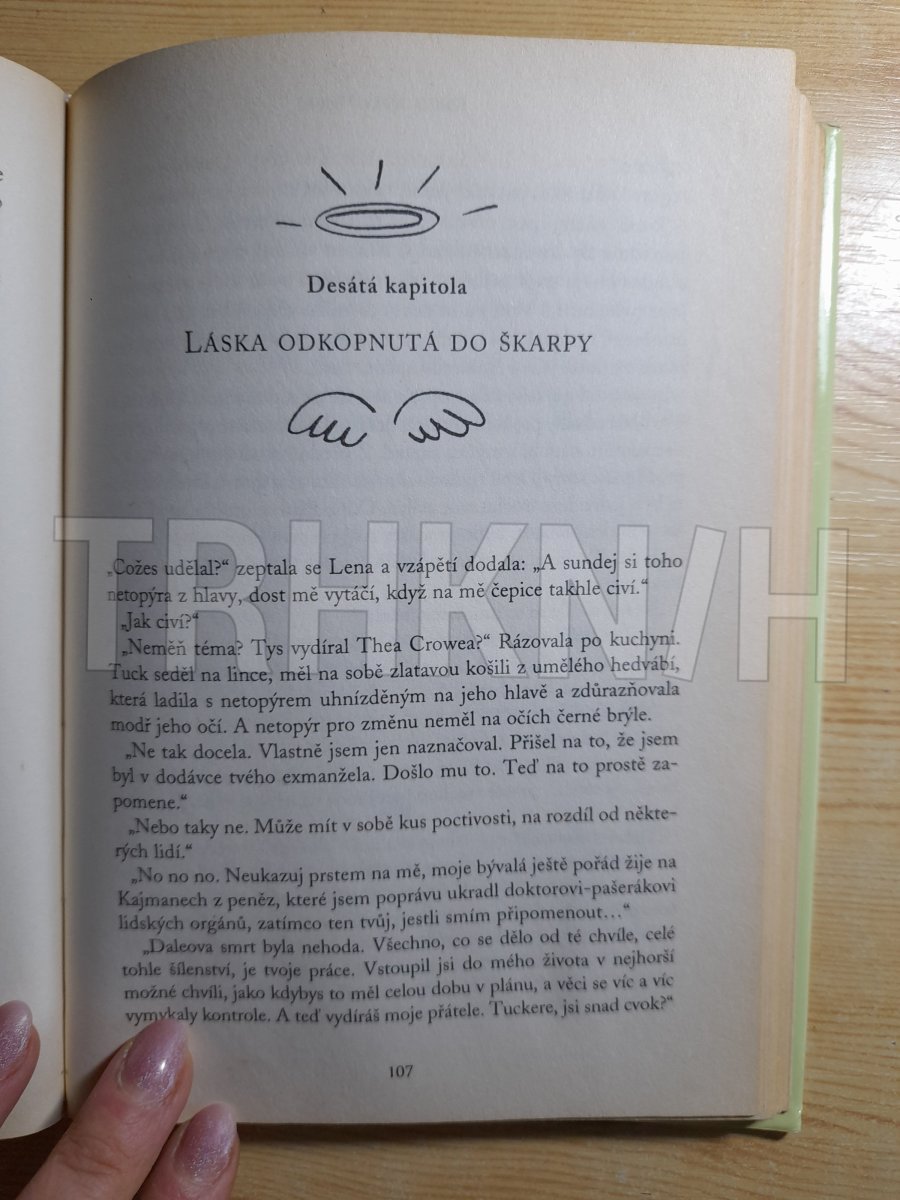 Desátá kapitola
LÁSKA ODKOPNUTÁ DO ŠKARPY
„Cožes udělal?“ zeptala se Lena a vzápětí dodala: „A sundej si toho
netopýra z hlavy, dost mě vytáčí, když na mě čepice takhle civí.“
„Jak civí?“
„Neměň téma? Tys vydíral Thea Crowea?“ Rázovala po kuchyni.
Tuck seděl na lince, měl na sobě zlatavou košili z umělého hedvábí,
která ladila s netopýrem uhnízděným na jeho hlavě a zdůrazňovala
modř jeho očí. A netopýr pro změnu neměl na očích černé brýle.
„Ne tak docela. Vlastně jsem jen naznačoval. Přišel na to, že jsem
byl v dodávce tvého exmanžela. Došlo mu to. Teď na to prostě za-
pomene.“
„Nebo taky ne. Může mít v sobě kus poctivosti, na rozdíl od někte-
rých lidí.“
„No no no. Neukazuj prstem na mě, moje bývalá ještě pořád žije na
Kajmanech z peněz, které jsem poprávu ukradl doktorovi-pašerákovi
lidských orgánů, zatímco ten tvůj, jestli smím připomenout…“
„Daleova smrt byla nehoda. Všechno, co se dělo od té chvíle, celé
tohle šílenství, je tvoje práce. Vstoupil jsi do mého života v nejhorší
možné chvíli, jako kdybys to měl celou dobu v plánu, a věci se víc a víc
vymykaly kontrole. A teď vydíráš moje přátele. Tuckere, jsi snad cvok?“
107
TRHKNIH